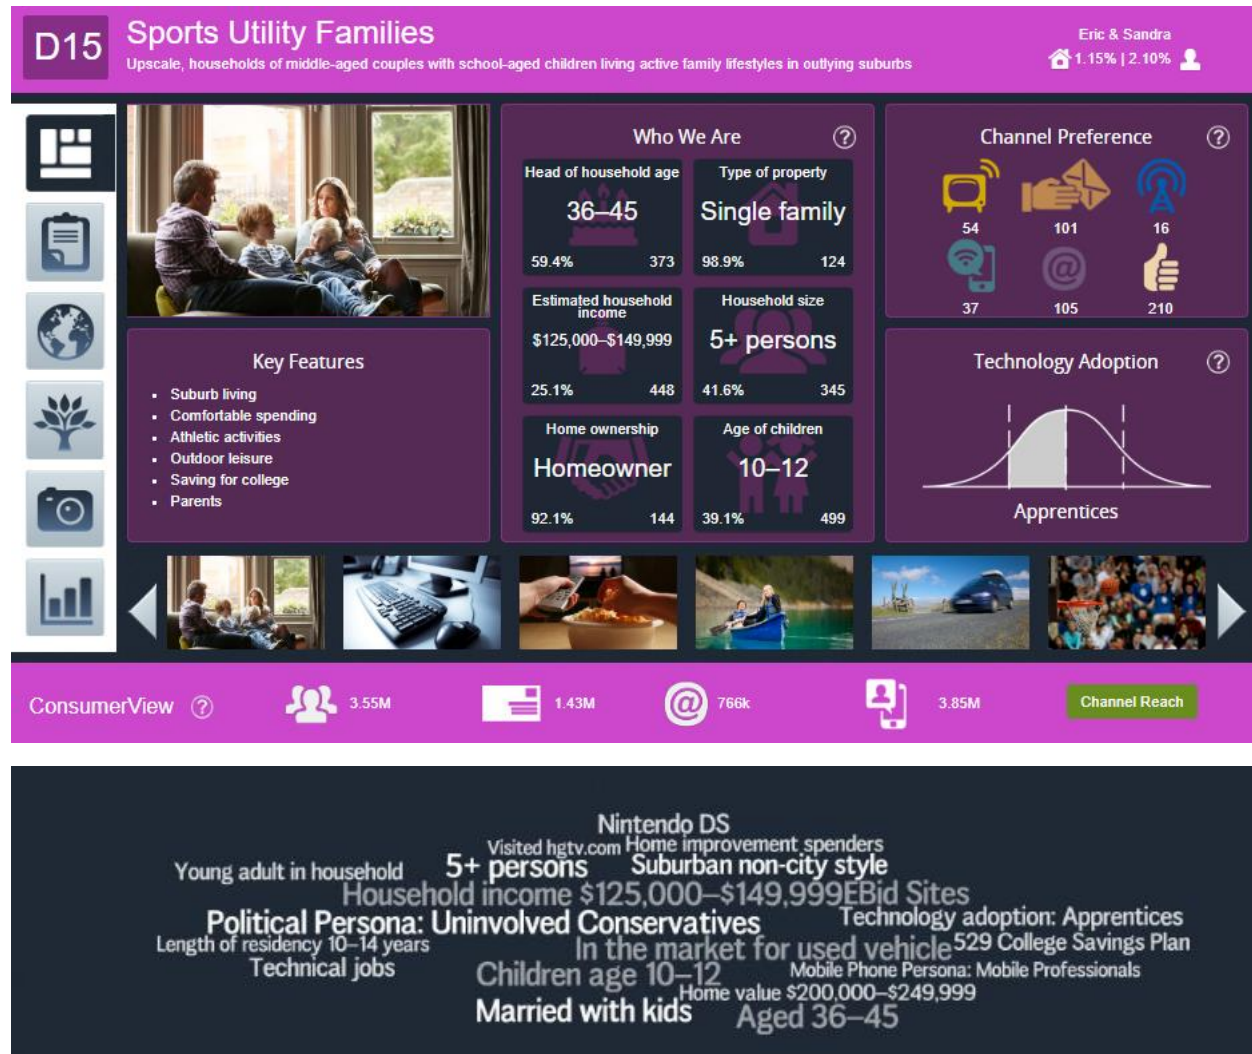 D15
Sports Utility Families
Upscale, households of middle-aged couples with school-aged children living active family lifestyles in outlying suburbs
Eric & Sandra
1.15% | 2.10%
Key Features
Suburb living
Comfortable spending
Athletic activities
Outdoor leisure
Saving for college
Parents
Who We Are ?
Head of household age
36–45
59.4% 373
Type of property
Single family
98.9% 124
Estimated household
income
$125,000–$149,999
25.1% 448
Household size
5+ persons
41.6% 345
Home ownership
Homeowner
92.1% 144
Age of children
10–12
39.1% 499
Channel Preference ?
54 101 16
@
37 105 210
Technology Adoption ?
Apprentices
ConsumerView ? 3.55M 1.43M @ 766k 3.85M Channel Reach
Nintendo DS
Visited hgtv.com Home improvement spenders
Young adult in household 5+ persons Suburban non-city style
Household income $125,000–$149,999 EBid Sites
Political Persona: Uninvolved Conservatives Technology adoption: Apprentices
Length of residency 10–14 years In the market for used vehicle 529 College Savings Plan
Technical jobs Children age 10–12 Mobile Phone Persona: Mobile Professionals
Home value $200,000–$249,999
Married with kids Aged 36–45